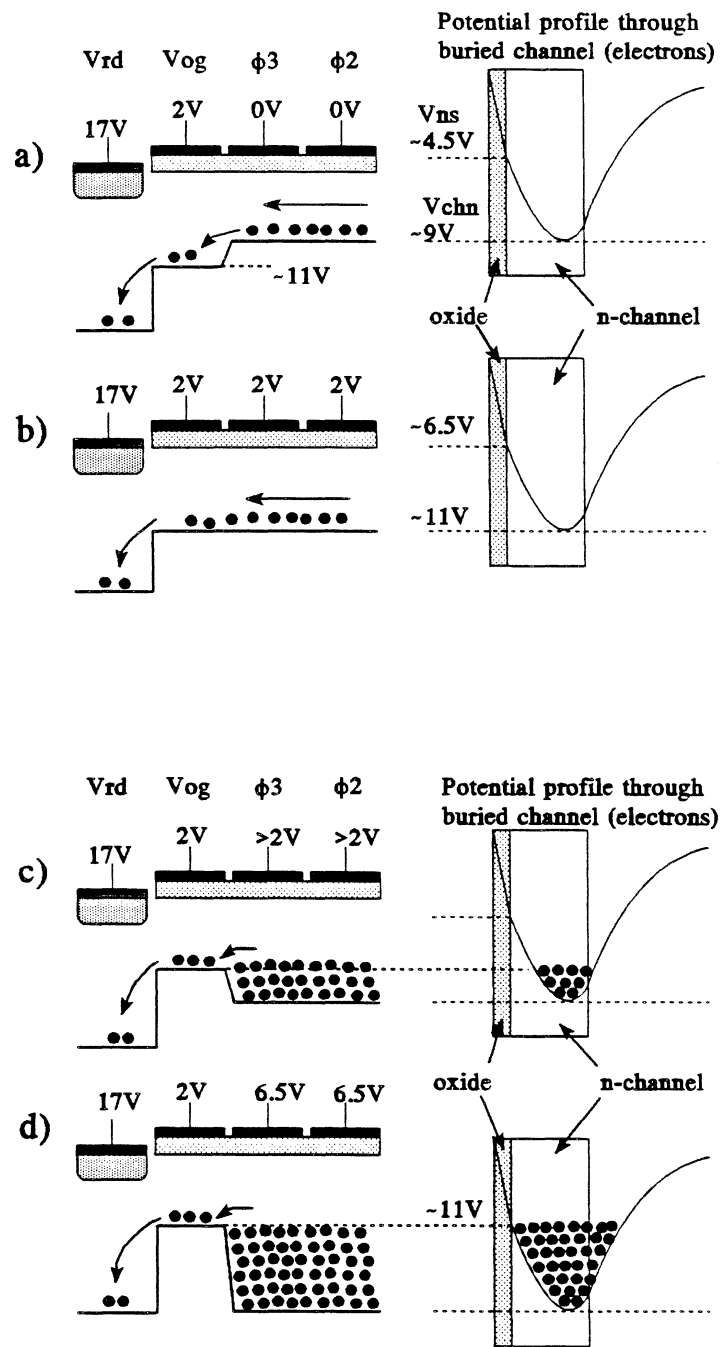 Potential profile through
buried channel (electrons)
Vrd Vog ϕ3 ϕ2
a) 17V 2V 0V 0V
~11V
Vns
~4.5V
Vchn
~9V
oxide n-channel
b) 17V 2V 2V 2V
~6.5V
~11V
Vrd Vog ϕ3 ϕ2
Potential profile through
buried channel (electrons)
c) 17V 2V >2V >2V
oxide n-channel
d) 17V 2V 6.5V 6.5V
~11V